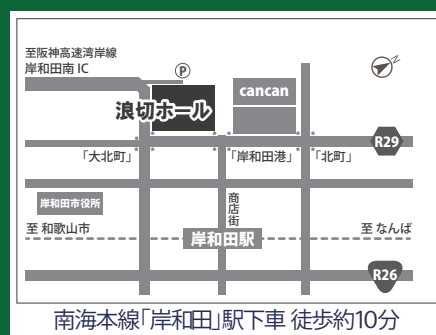 至阪神高速湾岸線
岸和田南 IC
P
N
浪切ホール
cancan
R29
「大北町」
「岸和田港」
「北町」
岸和田市役所
商店街
至 和歌山市
至 なんば
岸和田駅
R26
南海本線「岸和田」駅下車 徒歩約10分